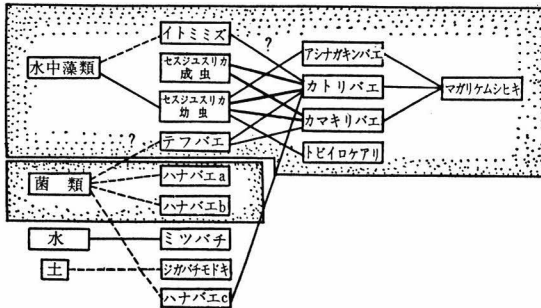 イトミミズ
?
水中藻類
セスジユスリカ
成虫
アシナガキンバエ
カトリバエ
マガリケムシヒキ
セスジユスリカ
幼虫
カマキリバエ
?
テフバエ
トビイロケアリ
菌類
ハナバエa
ハナバエb
水
ミツバチ
土
ジガバチモドキ
ハナバエc